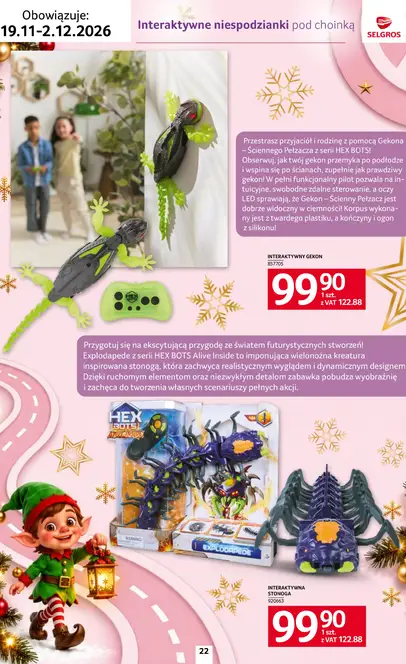 Obowiązuje:
19.11-2.12.2026
Interaktywne niespodzianki pod choinką
SELGROS
Przestrasz przyjaciół i rodzinę z pomocą Gekona
– Ściennego Pełzacza z serii HEX BOTS!
Obserwuj, jak twój gekon przemyka po podłodze
i wspina się po ścianach, zupełnie jak prawdziwy
gekon! W pełni funkcjonalny pilot pozwala na in-
tuicyjne, swobodne zdalne sterowanie, a oczy
LED sprawają, że Gekon – Ścienny Pełzacz jest
dobrze widoczny w ciemności! Korpus wykona-
ny jest z twardego plastiku, a kończyny i ogon
z silikonu!
INTERAKTYWNY GEKON
857705
99 90
1 szt.
z VAT 122.88
Przygotuj się na ekscytującą przygodę ze światem futurystycznych stworzeń!
Explodapede z serii HEX BOTS Alive Inside to imponująca wielonożna kreatura
inspirowana stonogą, która zachwyca realistycznym wyglądem i dynamicznym designem.
Dzięki ruchomym elementom oraz niezwykłym detalom zabawka pobudza wyobraźnię
i zachęca do tworzenia własnych scenariuszy pełnych akcji.
HEX
BOTS
INTERAKTYWNA
STONOGA
920663
99 90
1 szt.
z VAT 122.88
22